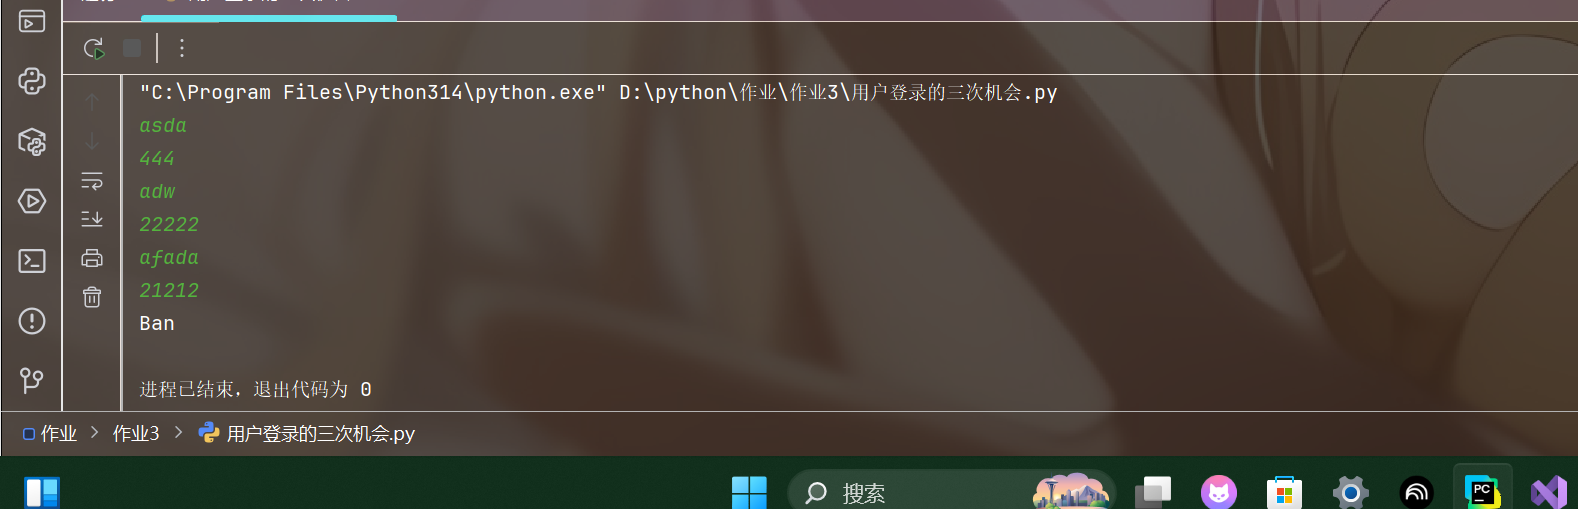 "C:\Program Files\Python314\python.exe" D:\python\作业\作业3\用户登录的三次机会.py
asda
444
adw
22222
afada
21212
Ban
进程已结束，退出代码为 0
作业 > 作业3 > 用户登录的三次机会.py
搜索
PC